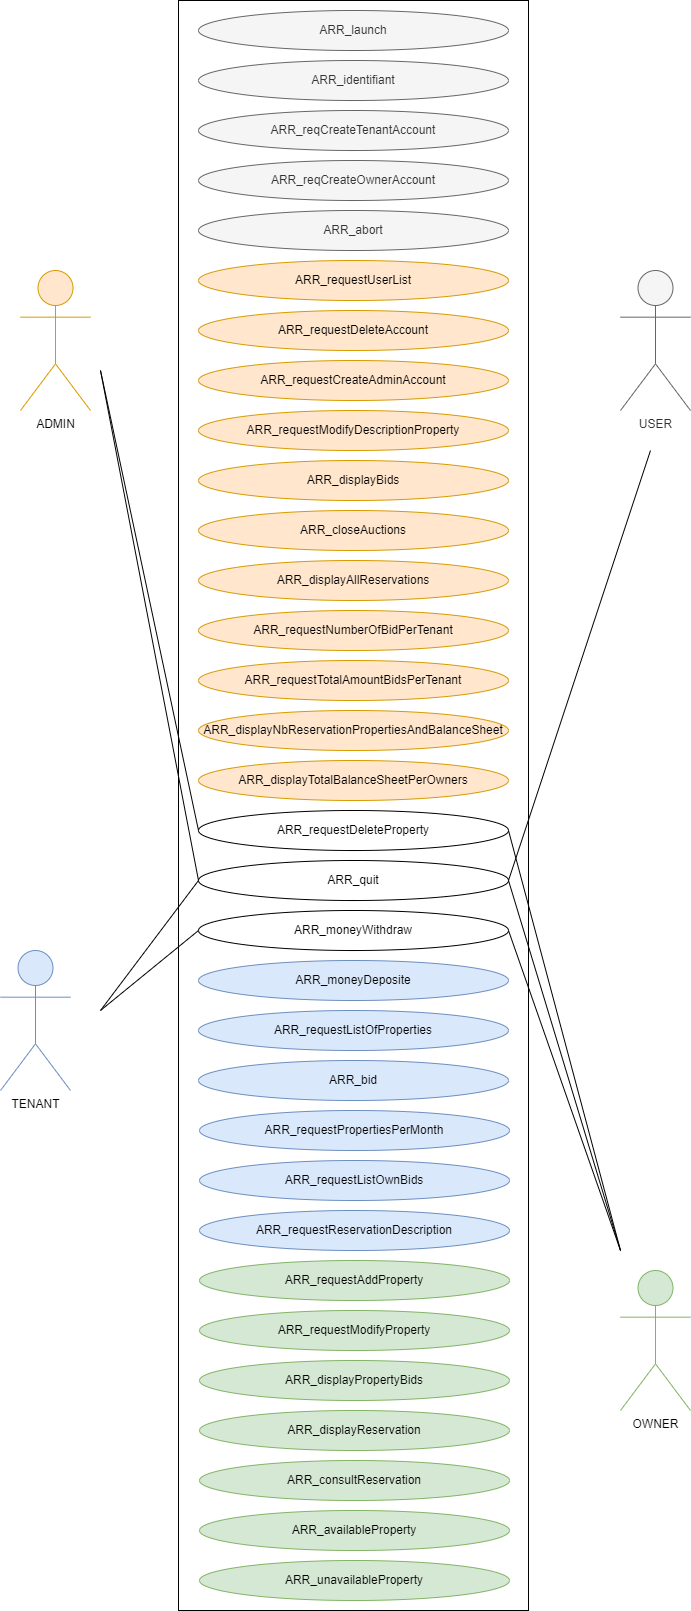 ARR_launch
ARR_identifiant
ARR_reqCreateTenantAccount
ARR_reqCreateOwnerAccount
ARR_abort
ARR_requestUserList
ARR_requestDeleteAccount
ARR_requestCreateAdminAccount
ADMIN
USER
ARR_requestModifyDescriptionProperty
ARR_displayBids
ARR_closeAuctions
ARR_displayAllReservations
ARR_requestNumberOfBidPerTenant
ARR_requestTotalAmountBidsPerTenant
ARR_displayNbReservationPropertiesAndBalanceSheet
ARR_displayTotalBalanceSheetPerOwners
ARR_requestDeleteProperty
ARR_quit
ARR_moneyWithdraw
ARR_moneyDeposite
ARR_requestListOfProperties
ARR_bid
TENANT
ARR_requestPropertiesPerMonth
ARR_requestListOwnBids
ARR_requestReservationDescription
ARR_requestAddProperty
ARR_requestModifyProperty
ARR_displayPropertyBids
OWNER
ARR_displayReservation
ARR_consultReservation
ARR_availableProperty
ARR_unavailableProperty